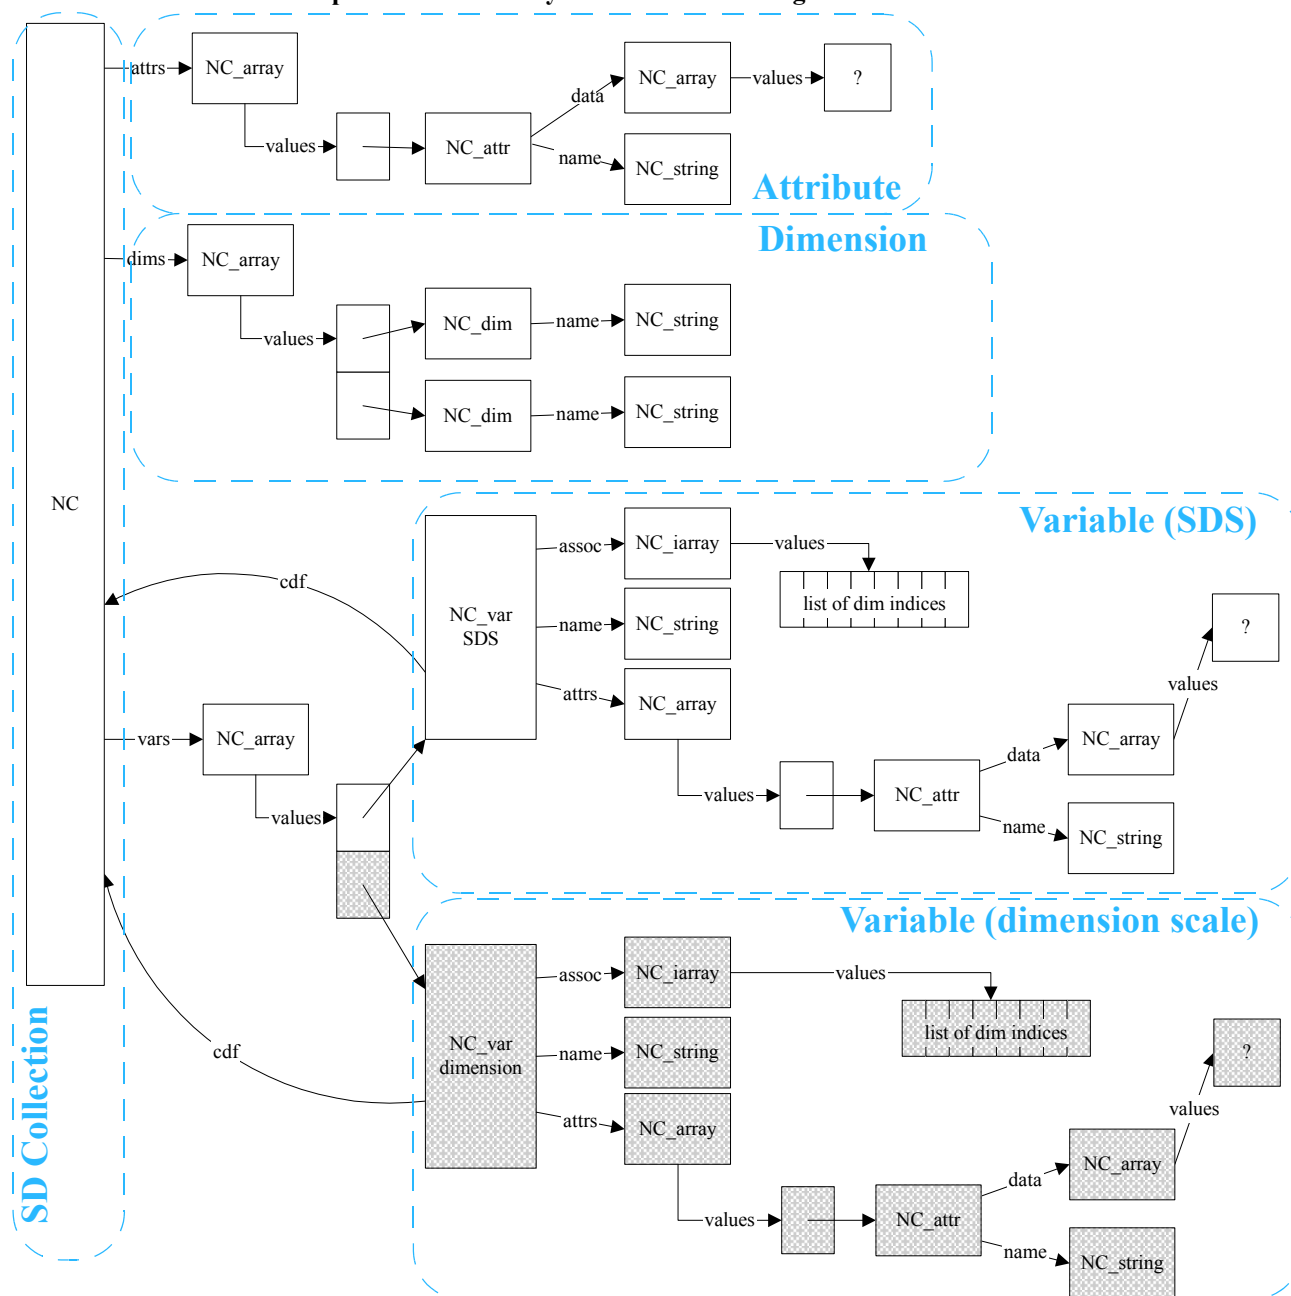 attrs
NC_array
values
NC_attr
data
NC_array
values
?
name
NC_string
Attribute
Dimension
dims
NC_array
values
NC_dim
name
NC_string
NC_dim
name
NC_string
NC
SD Collection
Variable (SDS)
cdf
NC_var
SDS
assoc
NC_iarray
values
list of dim indices
name
NC_string
attrs
NC_array
values
NC_attr
data
NC_array
values
?
name
NC_string
vars
NC_array
values
Variable (dimension scale)
cdf
NC_var
dimension
assoc
NC_iarray
values
list of dim indices
name
NC_string
attrs
NC_array
values
NC_attr
data
NC_array
values
?
name
NC_string